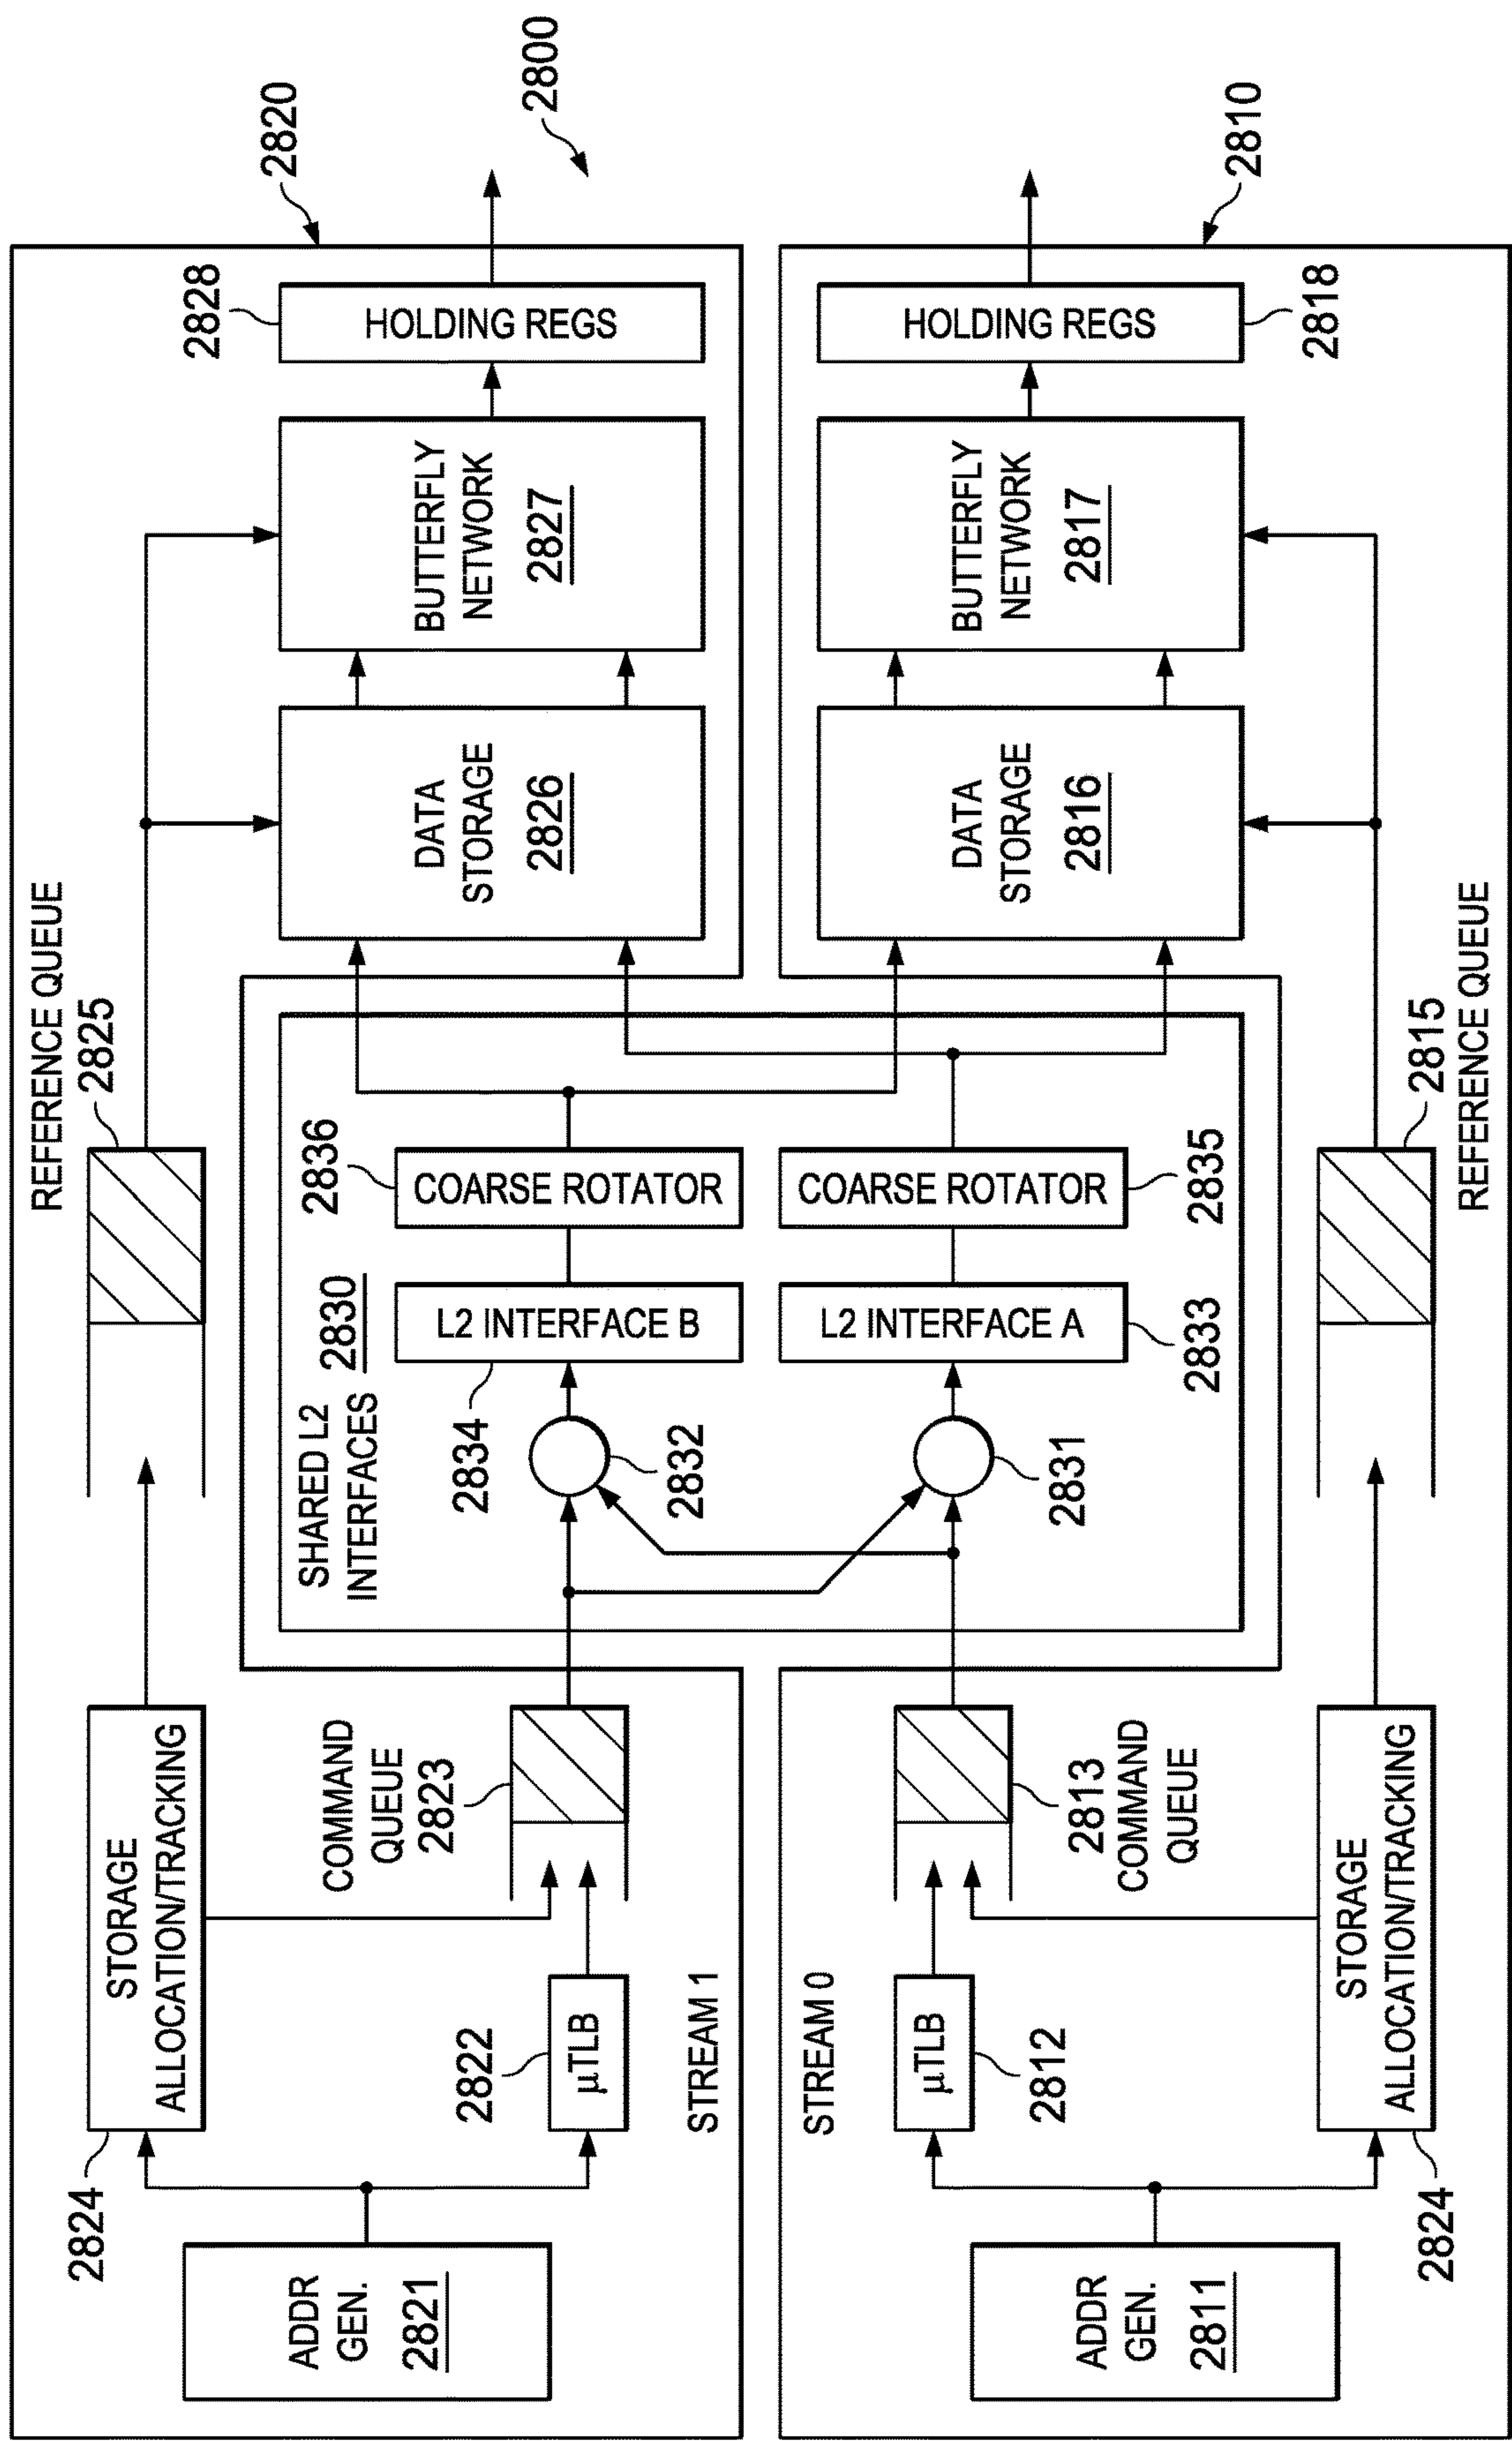 2800
2820
REFERENCE QUEUE
2825
STORAGE
ALLOCATION/TRACKING
2824
ADDR
GEN.
2821
µTLB
2822
COMMAND
QUEUE
2823
STREAM 1
DATA
STORAGE
2826
BUTTERFLY
NETWORK
2827
HOLDING REGS
2828
SHARED L2
INTERFACES
2830
2832
L2 INTERFACE B
2834
COARSE ROTATOR
2836
2831
L2 INTERFACE A
2833
COARSE ROTATOR
2835
STREAM 0
ADDR
GEN.
2811
µTLB
2812
2813
COMMAND
QUEUE
STORAGE
ALLOCATION/TRACKING
2824
2815
REFERENCE QUEUE
DATA
STORAGE
2816
BUTTERFLY
NETWORK
2817
HOLDING REGS
2818
2810